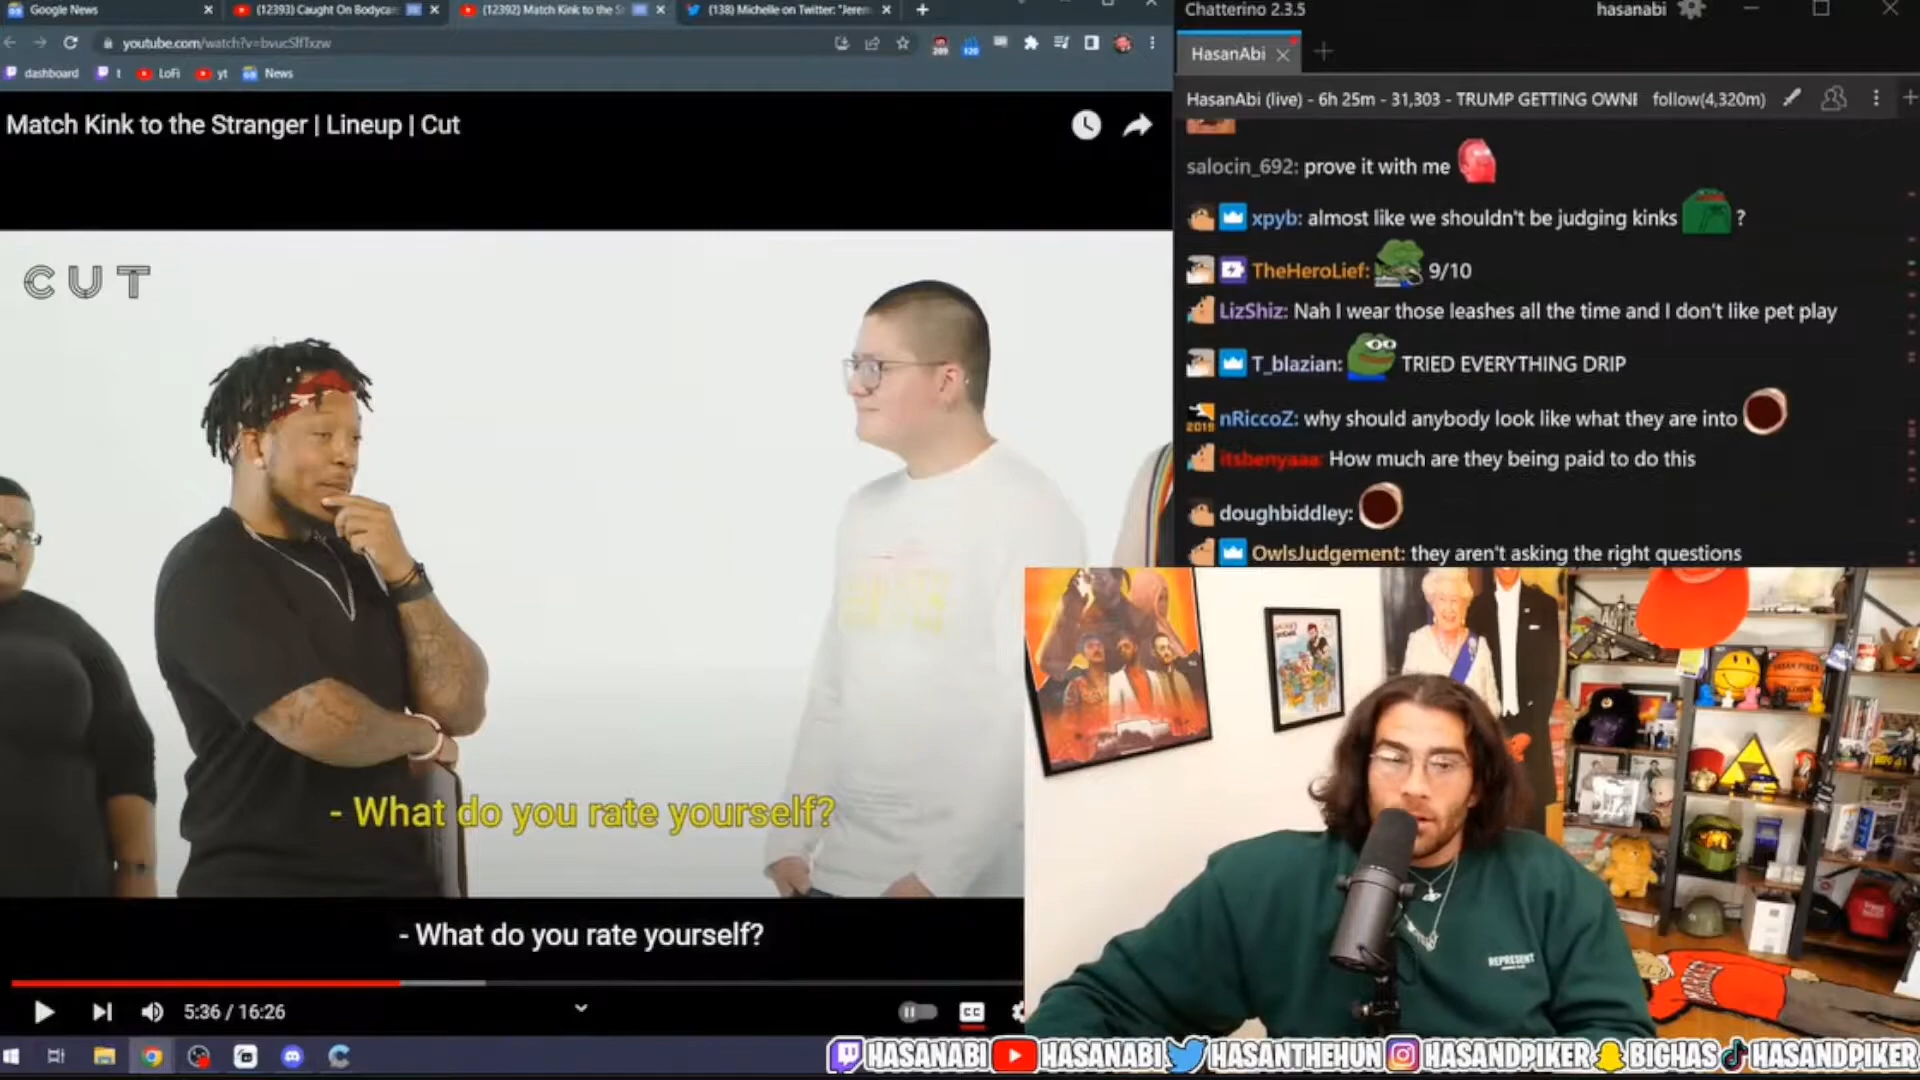 Google News
(12393) Caught On Bodycam
(12392) Match Kink to the S
(138) Michelle on Twitter: "Jerem
Chatterino 2.3.5
hasanabi
youtube.com/watch?v=bvucSlfTxzw
209
120
HasanAbi
dashboard
t
LoFi
yt
News
HasanAbi (live) - 6h 25m - 31,303 - TRUMP GETTING OWNE
follow(4,320m)
Match Kink to the Stranger | Lineup | Cut
salocin_692: prove it with me
xpyb: almost like we shouldn't be judging kinks ?
CUT
TheHeroLief: 9/10
LizShiz: Nah I wear those leashes all the time and I don't like pet play
T_blazian: TRIED EVERYTHING DRIP
2019 nRiccoZ: why should anybody look like what they are into
itsbenyaaa: How much are they being paid to do this
doughbiddley:
OwlsJudgement: they aren't asking the right questions
- What do you rate yourself?
- What do you rate yourself?
REPRESENT
5:36 / 16:26
CC
HASANABI
HASANABI
HASANTHEHUN
HASANDPIKER
BIGHAS
HASANDPIKER